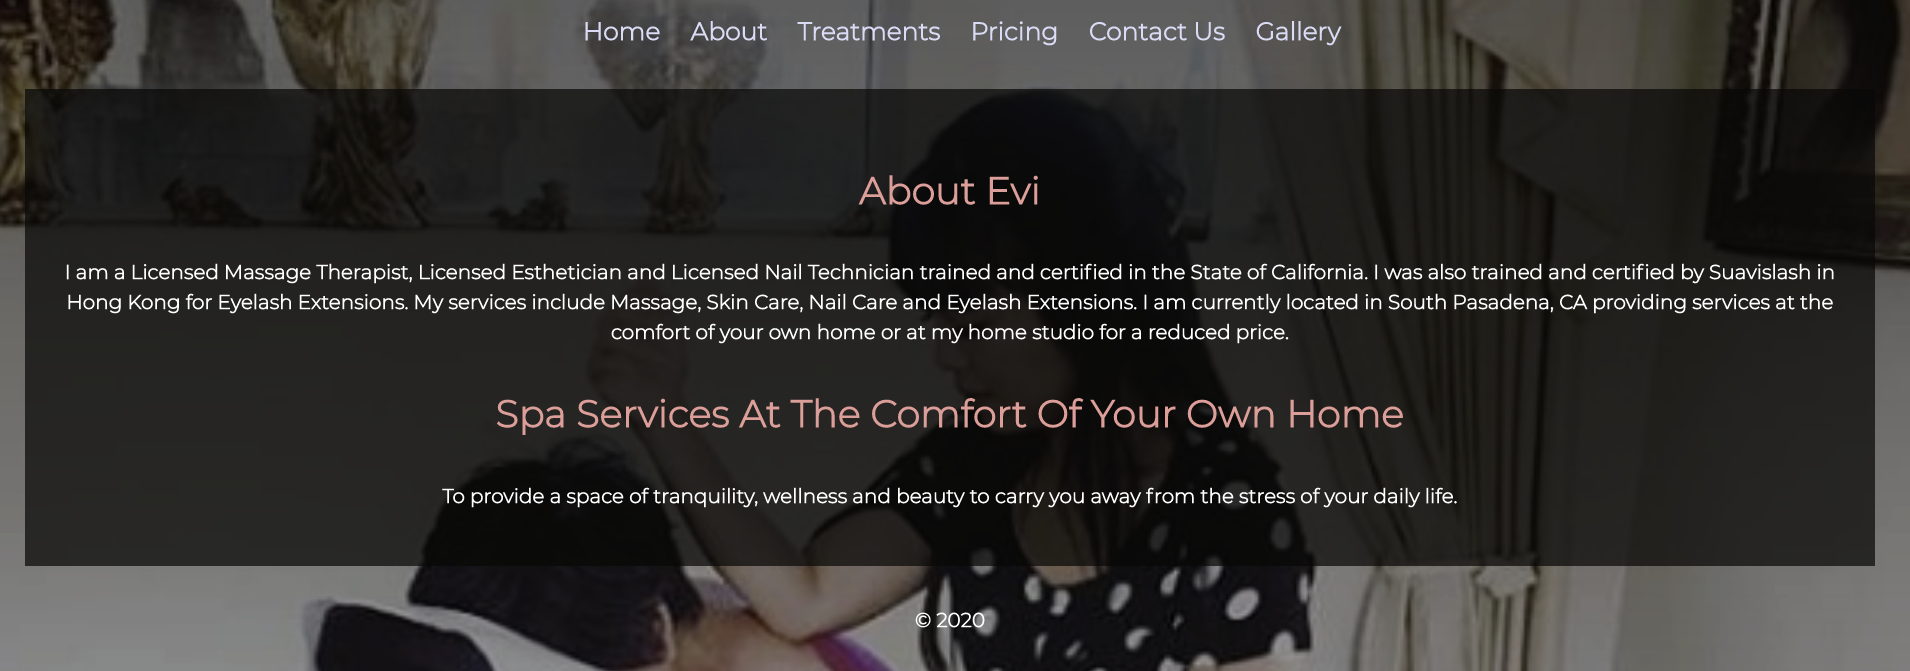 Home About Treatments Pricing Contact Us Gallery
About Evi
I am a Licensed Massage Therapist, Licensed Esthetician and Licensed Nail Technician trained and certified in the State of California. I was also trained and certified by Suavislash in
Hong Kong for Eyelash Extensions. My services include Massage, Skin Care, Nail Care and Eyelash Extensions. I am currently located in South Pasadena, CA providing services at the
comfort of your own home or at my home studio for a reduced price.
Spa Services At The Comfort Of Your Own Home
To provide a space of tranquility, wellness and beauty to carry you away from the stress of your daily life.
© 2020